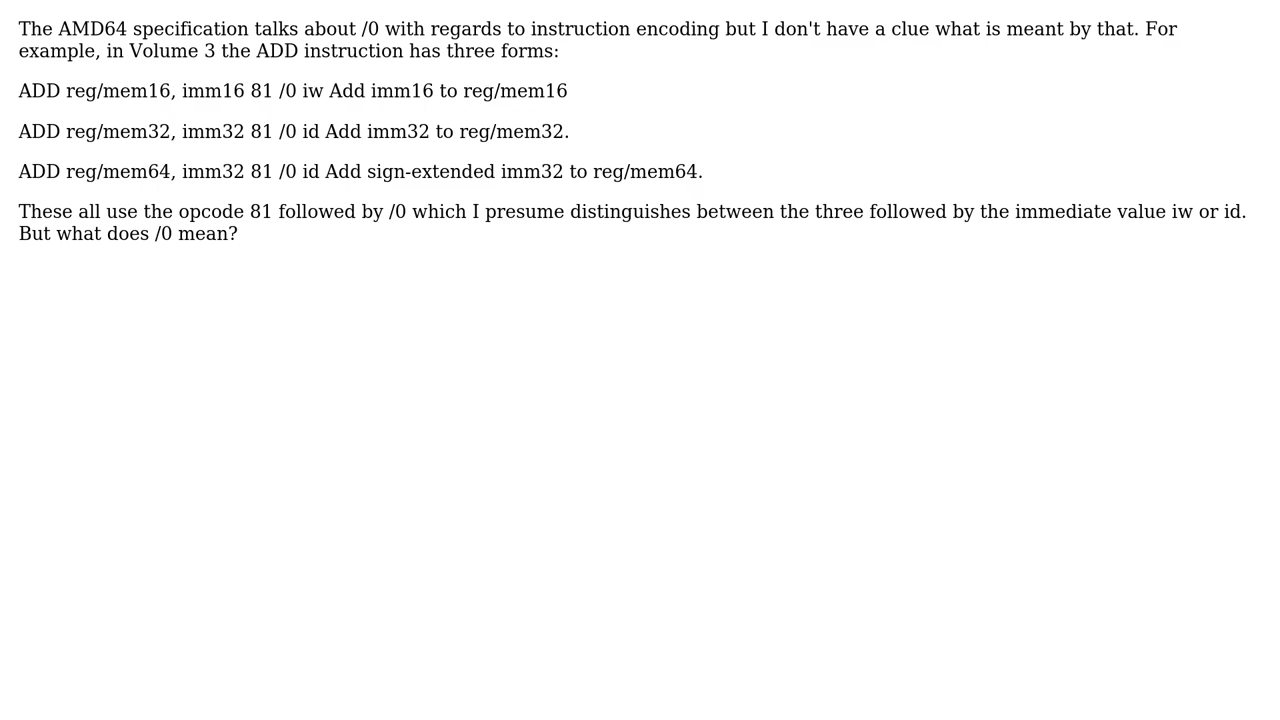 The AMD64 specification talks about /0 with regards to instruction encoding but I don't have a clue what is meant by that. For
example, in Volume 3 the ADD instruction has three forms:
ADD reg/mem16, imm16 81 /0 iw Add imm16 to reg/mem16
ADD reg/mem32, imm32 81 /0 id Add imm32 to reg/mem32.
ADD reg/mem64, imm32 81 /0 id Add sign-extended imm32 to reg/mem64.
These all use the opcode 81 followed by /0 which I presume distinguishes between the three followed by the immediate value iw or id.
But what does /0 mean?